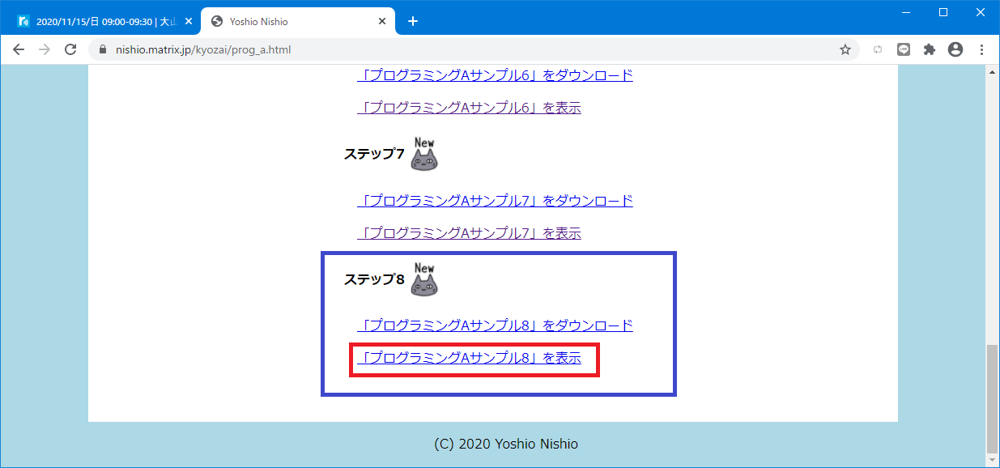 2020/11/15/日 09:00-09:30 | 大山
Yoshio Nishio
nishio.matrix.jp/kyozai/prog_a.html
「プログラミングAサンプル6」をダウンロード
「プログラミングAサンプル6」を表示
New
ステップ7
「プログラミングAサンプル7」をダウンロード
「プログラミングAサンプル7」を表示
New
ステップ8
「プログラミングAサンプル8」をダウンロード
「プログラミングAサンプル8」を表示
(C) 2020 Yoshio Nishio